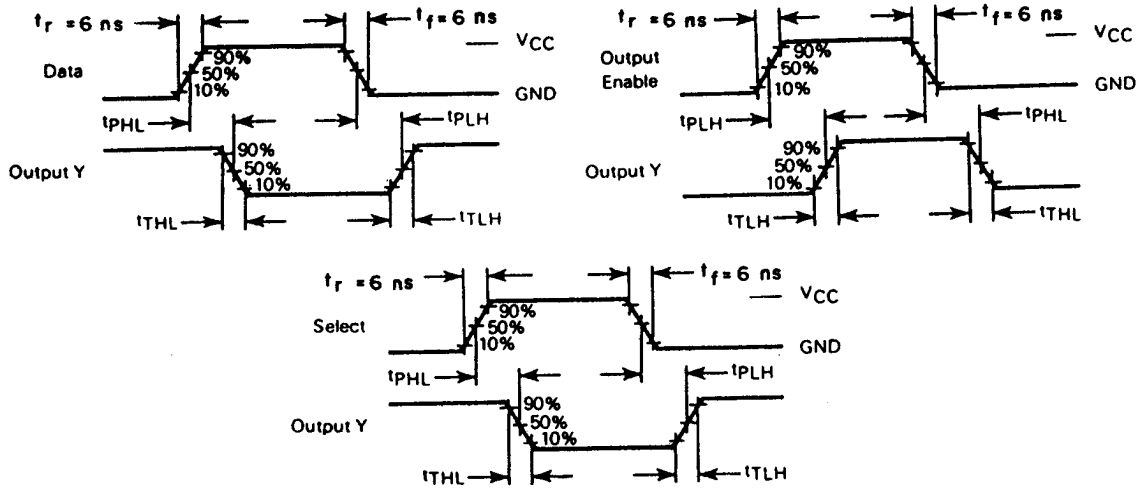 tr = 6 ns
tf = 6 ns
VCC
Data
90%
50%
10%
GND
tPHL
tPLH
Output Y
90%
50%
10%
tTHL
tTLH
tr = 6 ns
tf = 6 ns
VCC
Output
Enable
90%
50%
10%
GND
tPLH
tPHL
Output Y
90%
50%
10%
tTLH
tTHL
tr = 6 ns
tf = 6 ns
VCC
Select
90%
50%
10%
GND
tPHL
tPLH
Output Y
90%
50%
10%
tTHL
tTLH